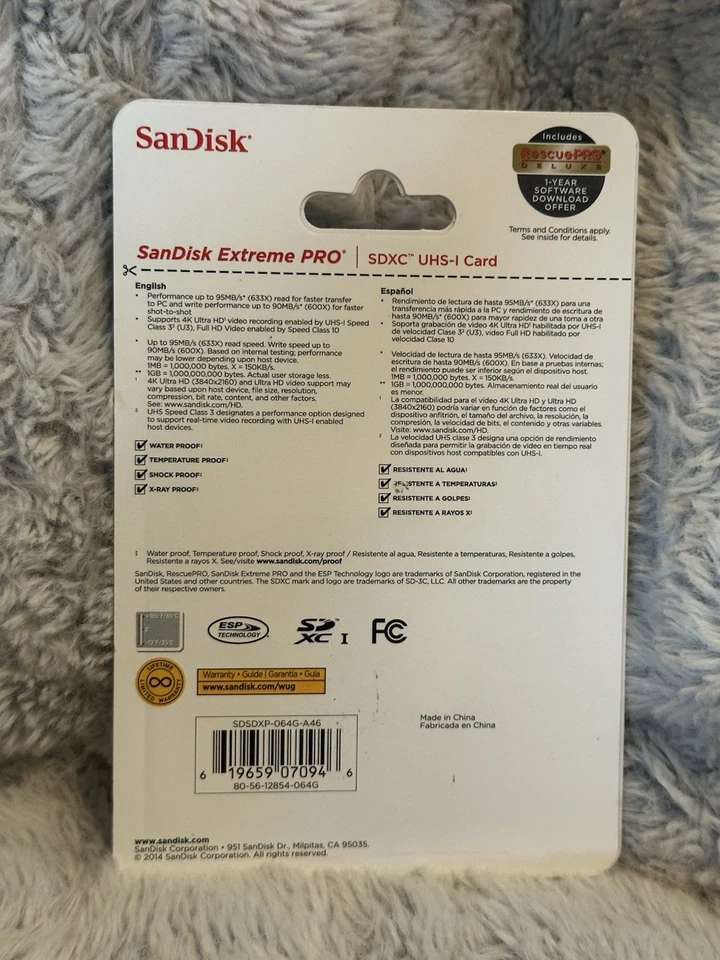 SanDisk®
Includes
RescuePRO®
DELUXE
1-YEAR
SOFTWARE
DOWNLOAD
OFFER
Terms and Conditions apply.
See inside for details.
SanDisk Extreme PRO® | SDXC™ UHS-I Card
English
• Performance up to 95MB/s* (633X) read for faster transfer
to PC and write performance up to 90MB/s* (600X) for faster
shot-to-shot
• Supports 4K Ultra HD¹ video recording enabled by UHS-I Speed
Class 3² (U3), Full HD Video enabled by Speed Class 10
* Up to 95MB/s (633X) read speed. Write speed up to
90MB/s (600X). Based on internal testing; performance
may be lower depending upon host device.
1MB = 1,000,000 bytes. X = 150KB/s.
** 1GB = 1,000,000,000 bytes. Actual user storage less.
¹ 4K Ultra HD (3840x2160) and Ultra HD video support may
vary based upon host device, file size, resolution,
compression, bit rate, content, and other factors.
See: www.sandisk.com/HD.
² UHS Speed Class 3 designates a performance option designed
to support real-time video recording with UHS-I enabled
host devices.
WATER PROOF‡
TEMPERATURE PROOF‡
SHOCK PROOF‡
X-RAY PROOF‡
Español
• Rendimiento de lectura de hasta 95MB/s* (633X) para una
transferencia más rápida a la PC y rendimiento de escritura de
hasta 90MB/s* (600X) para mayor rapidez de una toma a otra
• Soporta grabación de video 4K Ultra HD¹ habilitada por UHS-I
de velocidad Clase 3² (U3), video Full HD habilitado por
velocidad Clase 10
* Velocidad de lectura de hasta 95MB/s (633X). Velocidad de
escritura de hasta 90MB/s (600X). En base a pruebas internas;
el rendimiento puede ser inferior según el dispositivo host.
1MB = 1,000,000 bytes. X = 150KB/s.
** 1GB = 1,000,000,000 bytes. Almacenamiento real del usuario
es menor.
¹ La compatibilidad para el video 4K Ultra HD y Ultra HD
(3840x2160) podría variar en función de factores como el
dispositivo anfitrión, el tamaño del archivo, la resolución, la
compresión, la velocidad de bits, el contenido y otras variables.
Visite: www.sandisk.com/HD.
² La velocidad UHS clase 3 designa una opción de rendimiento
diseñada para permitir la grabación de video en tiempo real
con dispositivos host compatibles con UHS-I.
RESISTENTE AL AGUA‡
RESISTENTE A TEMPERATURAS‡
RESISTENTE A GOLPES‡
RESISTENTE A RAYOS X‡
‡ Water proof, Temperature proof, Shock proof, X-ray proof / Resistente al agua, Resistente a temperaturas, Resistente a golpes,
Resistente a rayos X. See/visite www.sandisk.com/proof
SanDisk, RescuePRO, SanDisk Extreme PRO and the ESP Technology logo are trademarks of SanDisk Corporation, registered in the
United States and other countries. The SDXC mark and logo are trademarks of SD-3C, LLC. All other trademarks are the property
of their respective owners.
ESP
TECHNOLOGY
SD™
XC I
FC
LIFETIME
LIMITED WARRANTY
Warranty • Guide | Garantía • Guía
www.sandisk.com/wug
SDSDXP-064G-A46
6 19659 07094 6
80-56-12854-064G
Made in China
Fabricada en China
www.sandisk.com
SanDisk Corporation • 951 SanDisk Dr., Milpitas, CA 95035.
© 2014 SanDisk Corporation. All rights reserved.